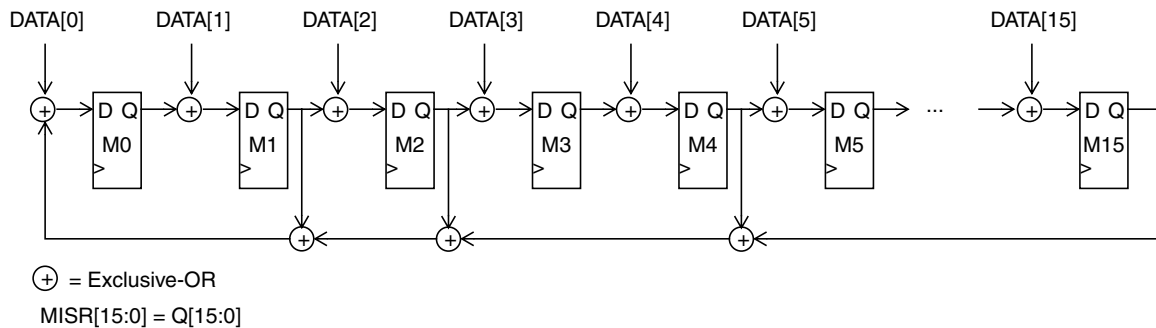 DATA[0] DATA[1] DATA[2] DATA[3] DATA[4] DATA[5] DATA[15]
+ D Q + D Q + D Q + D Q + D Q + D Q ... + D Q
M0 M1 M2 M3 M4 M5 M15
+ + +
+ = Exclusive-OR
MISR[15:0] = Q[15:0]